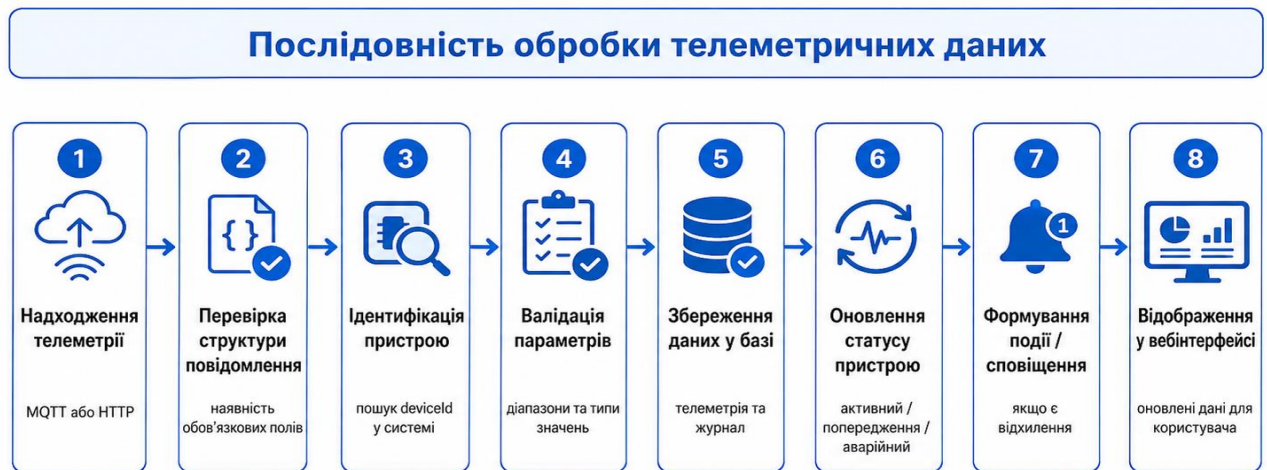 Послідовність обробки телеметричних даних
1
Надходження
телеметрії
MQTT або HTTP
2
{}
Перевірка
структури
повідомлення
наявність
обов'язкових полів
3
Ідентифікація
пристрою
пошук deviceId
у системі
4
Валідація
параметрів
діапазони та типи
значень
5
Збереження
даних у базі
телеметрія та
журнал
6
Оновлення
статусу
пристрою
активний /
попередження /
аварійний
7
1
Формування
події /
сповіщення
якщо є
відхилення
8
Відображення
у вебінтерфейсі
оновлені дані для
користувача